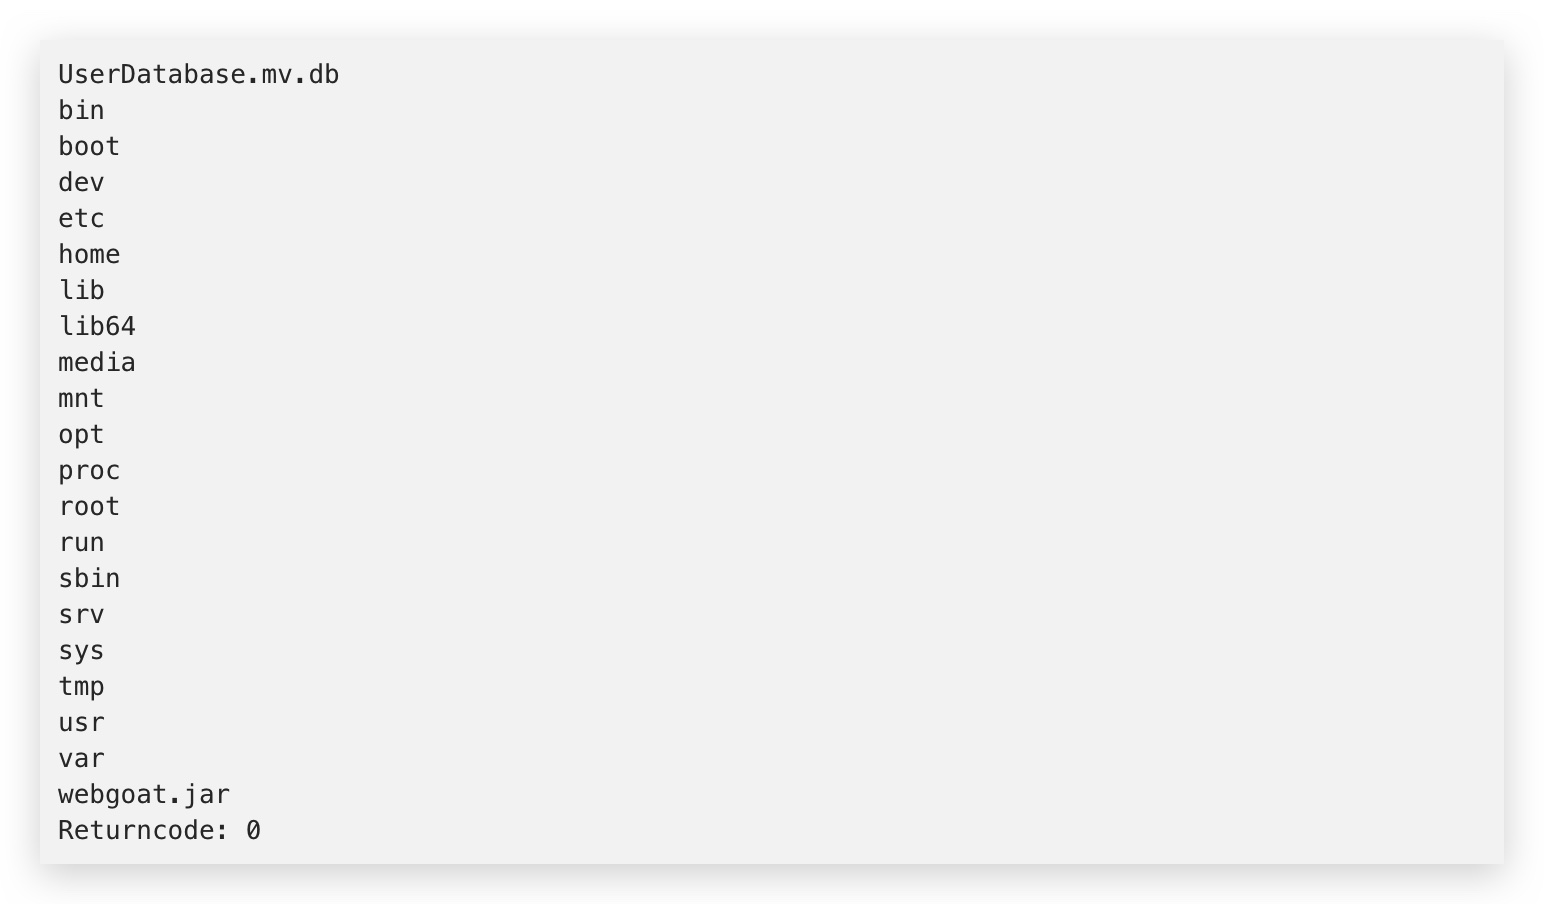 UserDatabase.mv.db
bin
boot
dev
etc
home
lib
lib64
media
mnt
opt
proc
root
run
sbin
srv
sys
tmp
usr
var
webgoat.jar
Returncode: 0